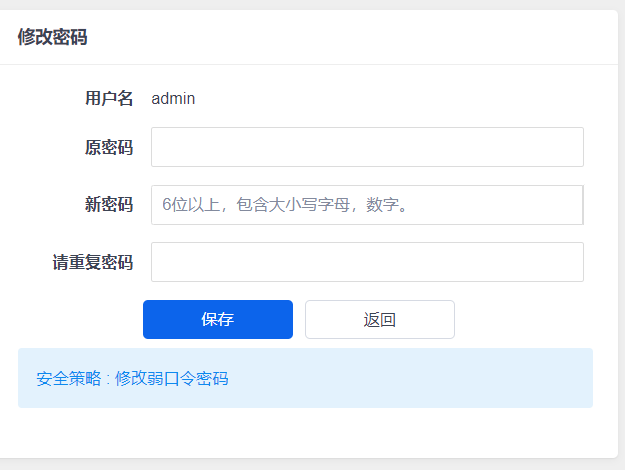 修改密码
用户名 admin
原密码
新密码 6位以上，包含大小写字母，数字。
请重复密码
保存 返回
安全策略 : 修改弱口令密码